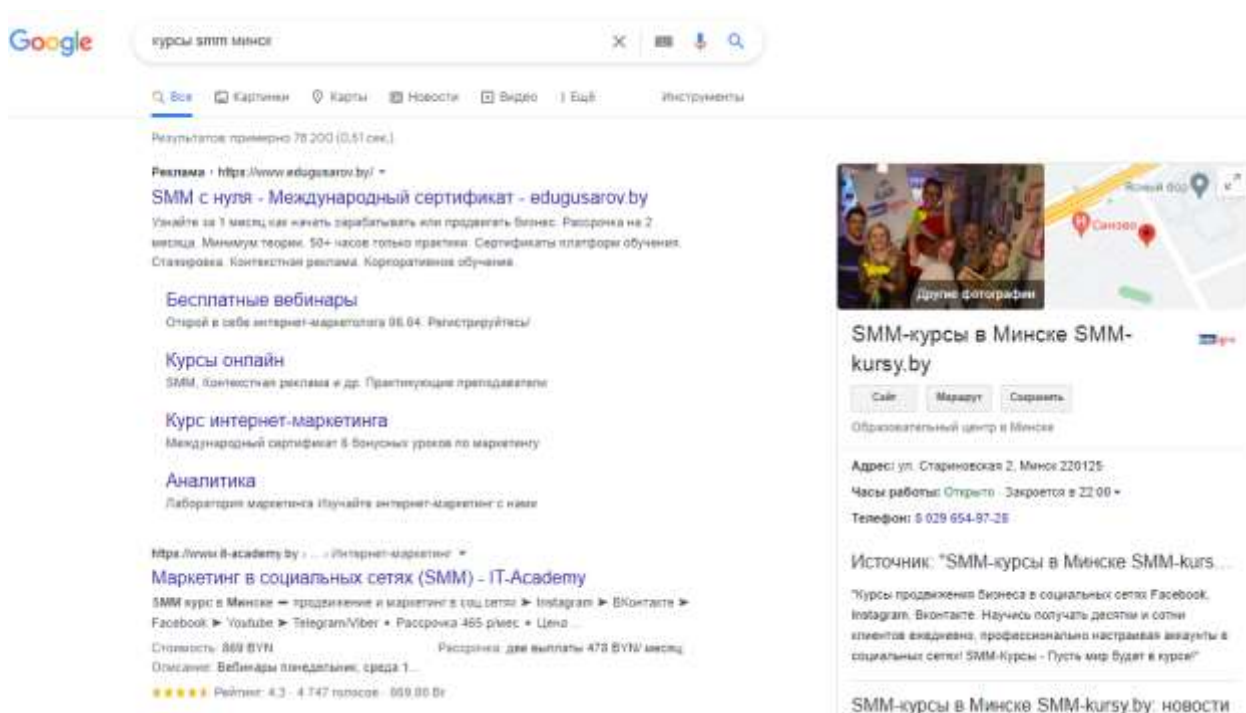 Google
курсы smm минск
Все Картинки Карты Новости Видео Ещё Инструменты
Результатов: примерно 78 200 (0,51 сек.)
Реклама · https://www.edugusarov.by/
SMM с нуля - Международный сертификат - edugusarov.by
Узнайте за 1 месяц как начать зарабатывать или продвигать бизнес. Рассрочка на 2
месяца. Минимум теории. 50+ часов только практики. Сертификаты платформ обучения.
Стажировка. Контекстная реклама. Корпоративное обучение.
Бесплатные вебинары
Открой в себе интернет-маркетолога 06.04. Регистрируйтесь!
Курсы онлайн
SMM, Контекстная реклама и др. Практикующие преподаватели
Курс интернет-маркетинга
Международный сертификат 6 бонусных уроков по маркетингу
Аналитика
Лаборатория маркетинга Изучайте интернет-маркетинг с нами
https://www.it-academy.by › ... › Интернет-маркетинг
Маркетинг в социальных сетях (SMM) - IT-Academy
SMM курс в Минске ➡ продвижение и маркетинг в соц.сетях ➤ Instagram ➤ ВКонтакте ➤
Facebook ➤ Youtube ➤ Telegram/Viber • Рассрочка 465 р/мес • Цена ...
Стоимость: 869 BYN Рассрочка: две выплаты 478 BYN/ месяц
Описание: Вебинары понедельник, среда 1...
Рейтинг: 4,3 · 4 747 голосов · 869,00 Br
Другие фотографии
Ясный бор
Санзово
SMM-курсы в Минске SMM-
kursy.by
Сайт Маршрут Сохранить
Образовательный центр в Минске
Адрес: ул. Стариновская 2, Минск 220125
Часы работы: Открыто · Закроется в 22:00
Телефон: 8 029 654-97-28
Источник: "SMM-курсы в Минске SMM-kurs...
"Курсы продвижения бизнеса в социальных сетях Facebook,
Instagram, Вконтакте. Научись получать десятки и сотни
клиентов ежедневно, профессионально настраивая аккаунты в
социальных сетях! SMM-Курсы - Пусть мир будет в курсе!"
SMM-курсы в Минске SMM-kursy.by: новости